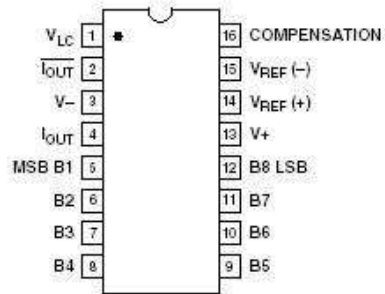 VLC 1 16 COMPENSATION
IOUT 2 15 VREF (–)
V– 3 14 VREF (+)
IOUT 4 13 V+
MSB B1 5 12 B8 LSB
B2 6 11 B7
B3 7 10 B6
B4 8 9 B5